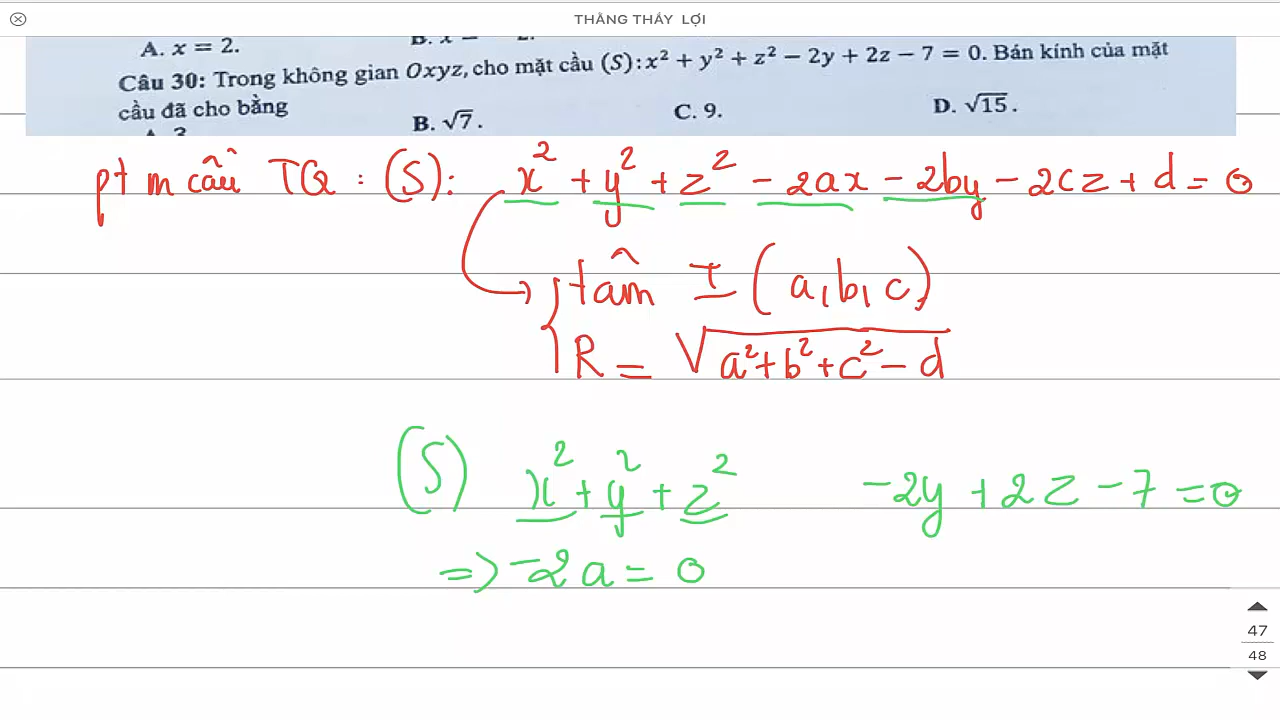 THẦNG THẦY LỢI
A. x = 2.
Câu 30: Trong không gian Oxyz, cho mặt cầu (S): x² + y² + z² − 2y + 2z − 7 = 0. Bán kính của mặt
cầu đã cho bằng
B. √7.
C. 9.
D. √15.
pt m cầu TQ : (S): x² + y² + z² − 2ax − 2by − 2cz + d = 0
tâm I (a, b, c)
R = √a² + b² + c² − d
(S) x² + y² + z² − 2y + 2z − 7 = 0
=> −2a = 0
47
48